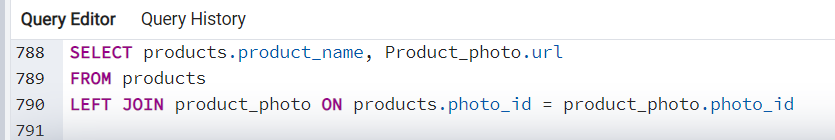 Query Editor Query History
788 SELECT products.product_name, Product_photo.url
789 FROM products
790 LEFT JOIN product_photo ON products.photo_id = product_photo.photo_id
791